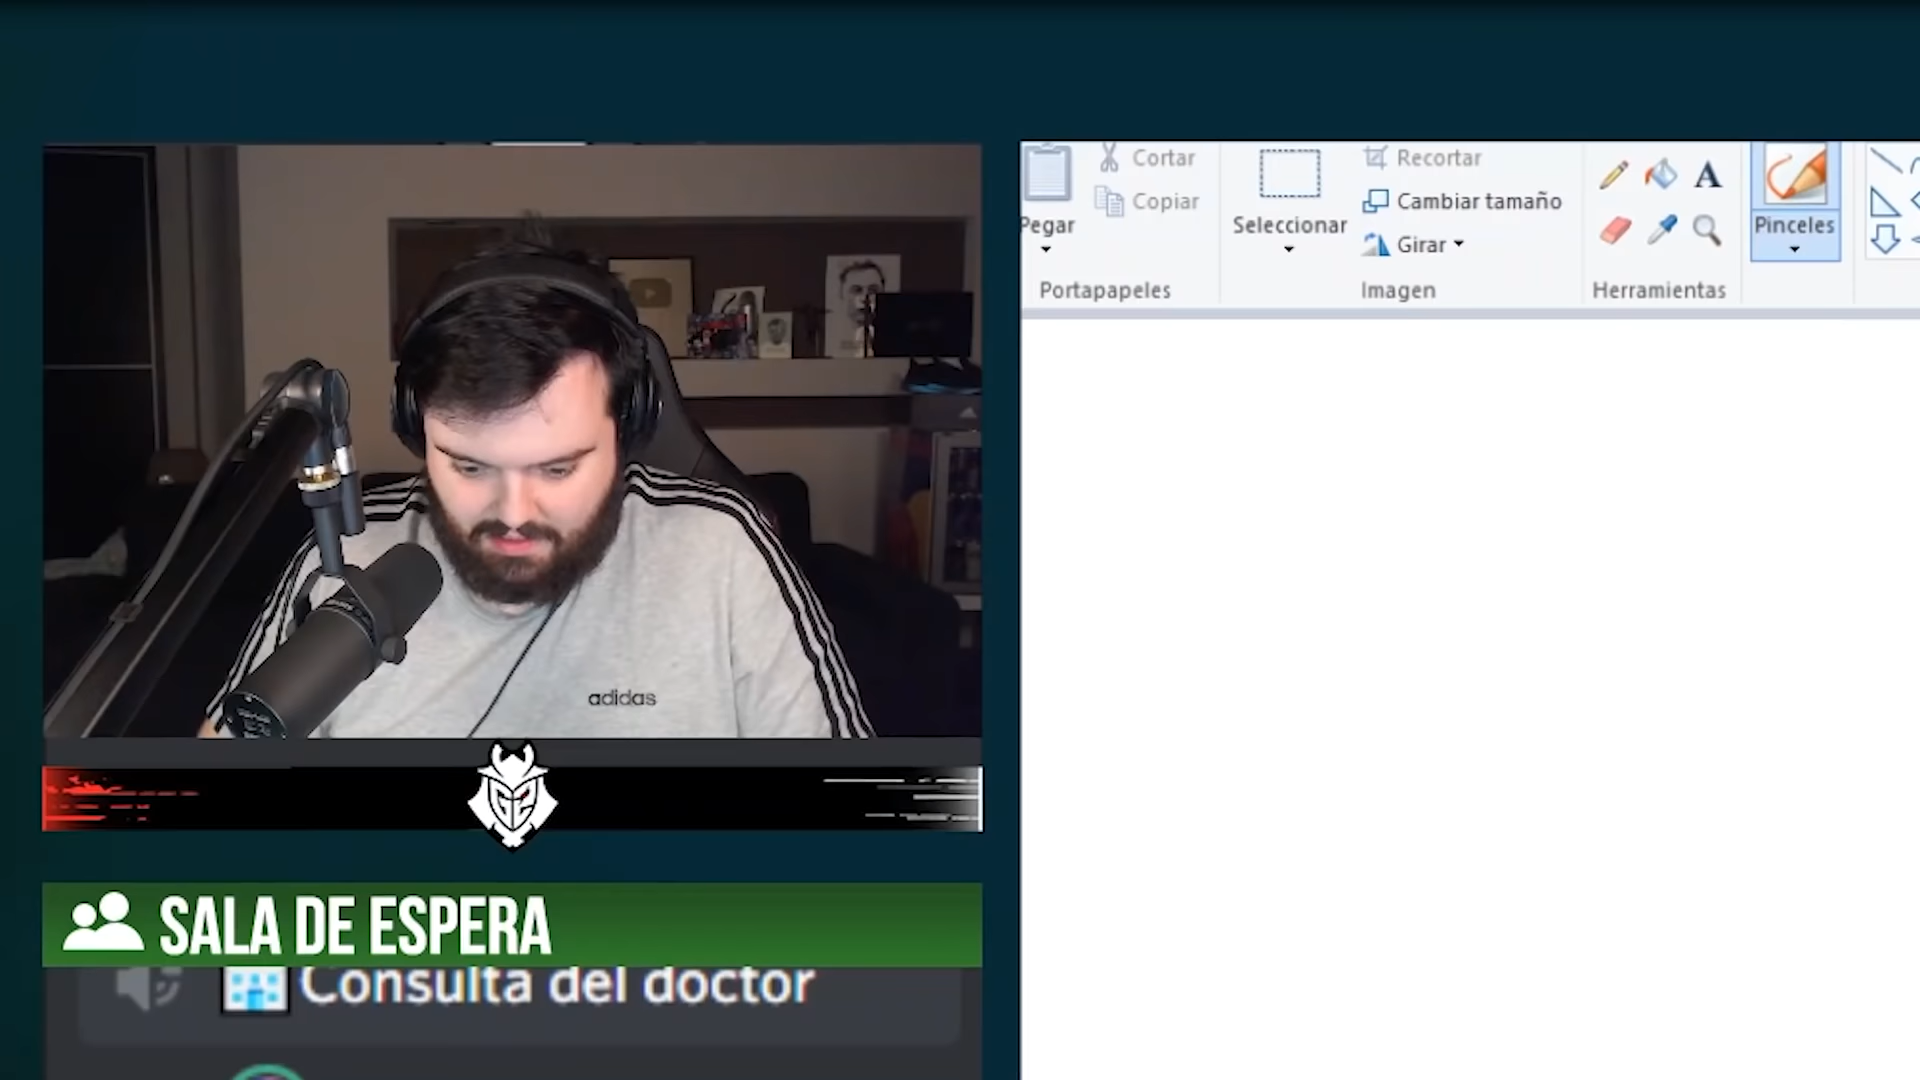 Cortar
Recortar
Copiar
Cambiar tamaño
Pegar
Seleccionar
Girar
Pinceles
Portapapeles
Imagen
Herramientas
adidas
G2
SALA DE ESPERA
Consulta del doctor